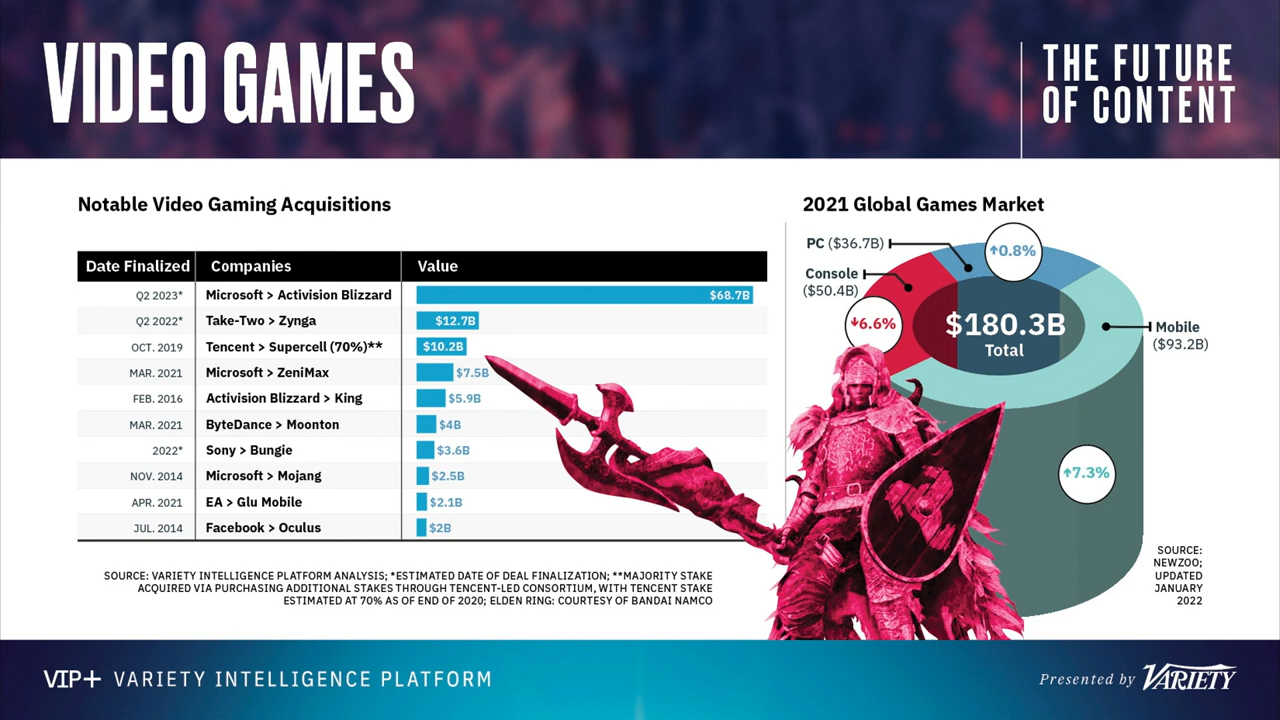 VIDEO GAMES
THE FUTURE
OF CONTENT
Notable Video Gaming Acquisitions
Date Finalized Companies Value
Q2 2023* Microsoft > Activision Blizzard $68.7B
Q2 2022* Take-Two > Zynga $12.7B
OCT. 2019 Tencent > Supercell (70%)** $10.2B
MAR. 2021 Microsoft > ZeniMax $7.5B
FEB. 2016 Activision Blizzard > King $5.9B
MAR. 2021 ByteDance > Moonton $4B
2022* Sony > Bungie $3.6B
NOV. 2014 Microsoft > Mojang $2.5B
APR. 2021 EA > Glu Mobile $2.1B
JUL. 2014 Facebook > Oculus $2B
SOURCE: VARIETY INTELLIGENCE PLATFORM ANALYSIS; *ESTIMATED DATE OF DEAL FINALIZATION; **MAJORITY STAKE
ACQUIRED VIA PURCHASING ADDITIONAL STAKES THROUGH TENCENT-LED CONSORTIUM, WITH TENCENT STAKE
ESTIMATED AT 70% AS OF END OF 2020; ELDEN RING: COURTESY OF BANDAI NAMCO
2021 Global Games Market
PC ($36.7B)
↑0.8%
Console
($50.4B)
↓6.6%
$180.3B
Total
Mobile
($93.2B)
↑7.3%
SOURCE:
NEWZOO;
UPDATED
JANUARY
2022
VIP+ VARIETY INTELLIGENCE PLATFORM
Presented by VARIETY